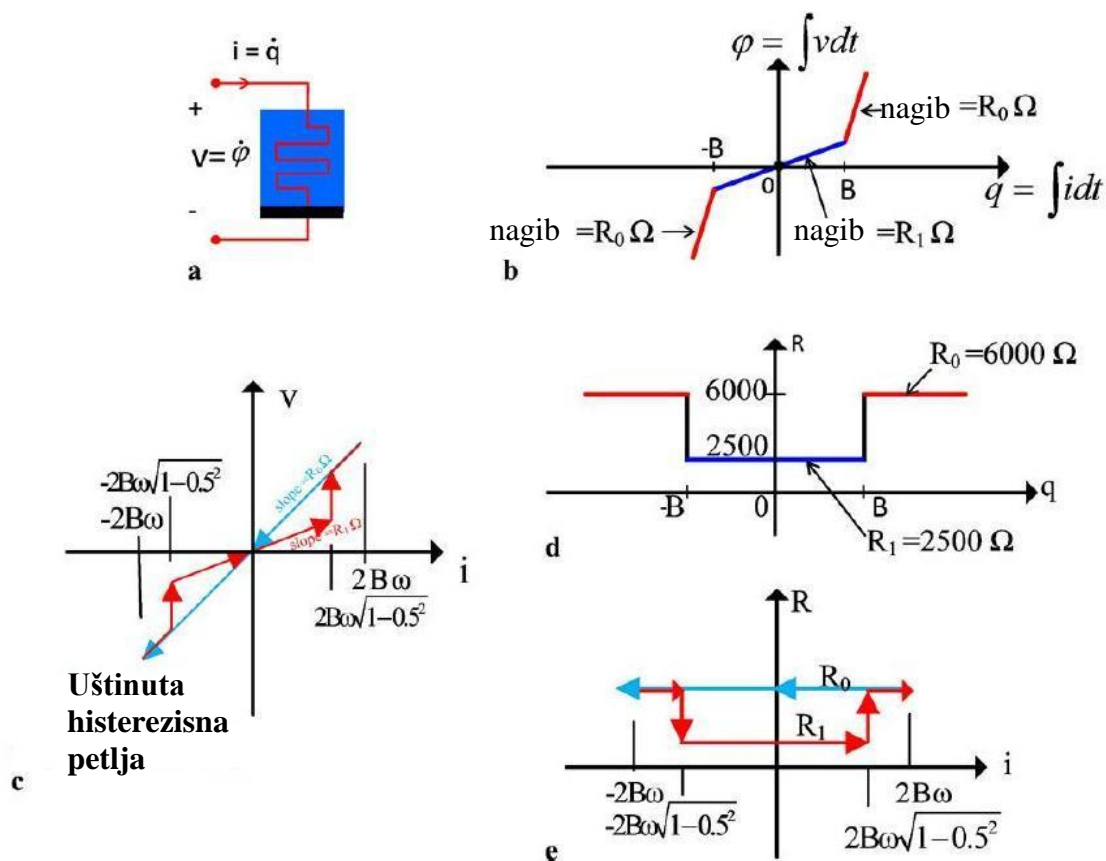 i = q̇
+
V= φ̇
-
a
φ = ∫vdt
nagib =R₀ Ω
-B
0
B
q = ∫idt
nagib =R₀ Ω
nagib =R₁ Ω
b
V
-2Bω√1−0.5²
-2Bω
slope =R₀Ω
slope =R₁Ω
i
2Bω
2Bω√1−0.5²
Uštinuta
histerezisna
petlja
c
R
R₀=6000 Ω
6000
2500
-B
0
B
q
R₁=2500 Ω
d
R
R₀
R₁
i
-2Bω
-2Bω√1−0.5²
2Bω
2Bω√1−0.5²
e